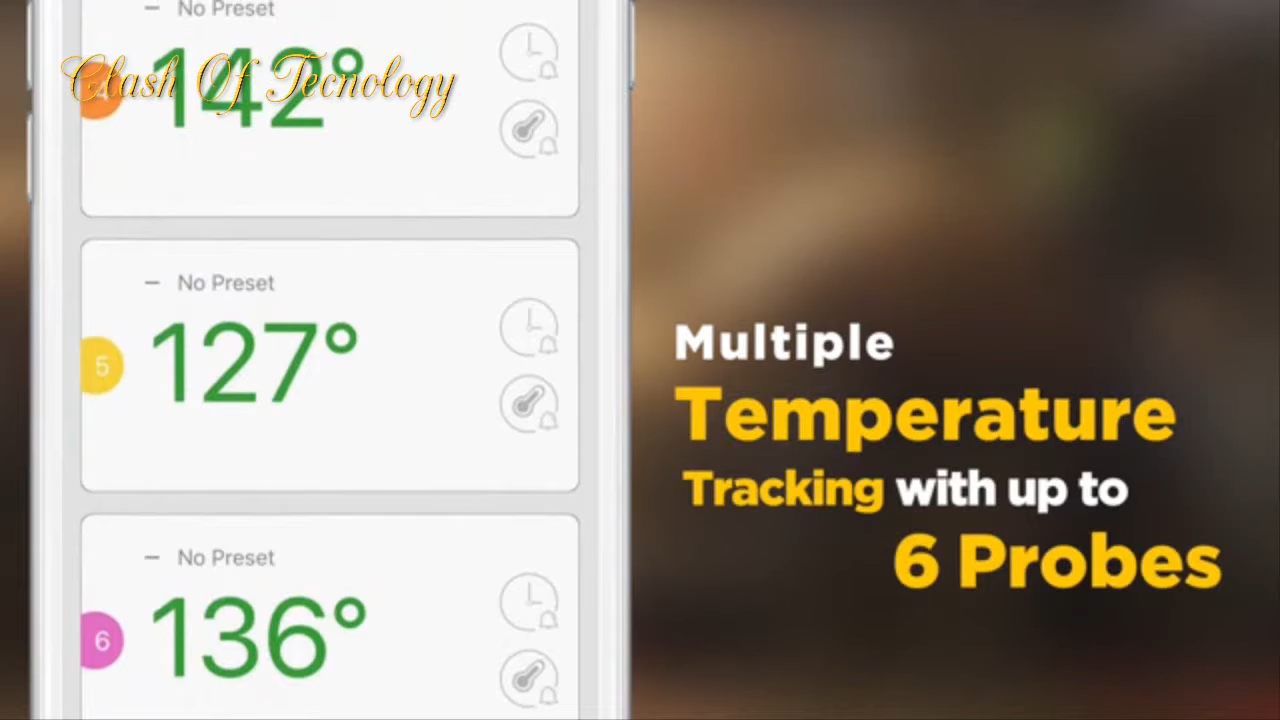 No Preset
Clash Of Tecnology
4 142°
No Preset
5 127°
No Preset
6 136°
Multiple
Temperature
Tracking with up to
6 Probes